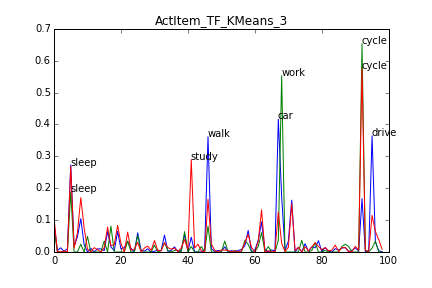 ActItem_TF_KMeans_3
0.7
cycle
0.6
cycle
work
0.5
car
0.4
walk
drive
0.3
study
sleep
0.2
sleep
0.1
0.0
0 20 40 60 80 100